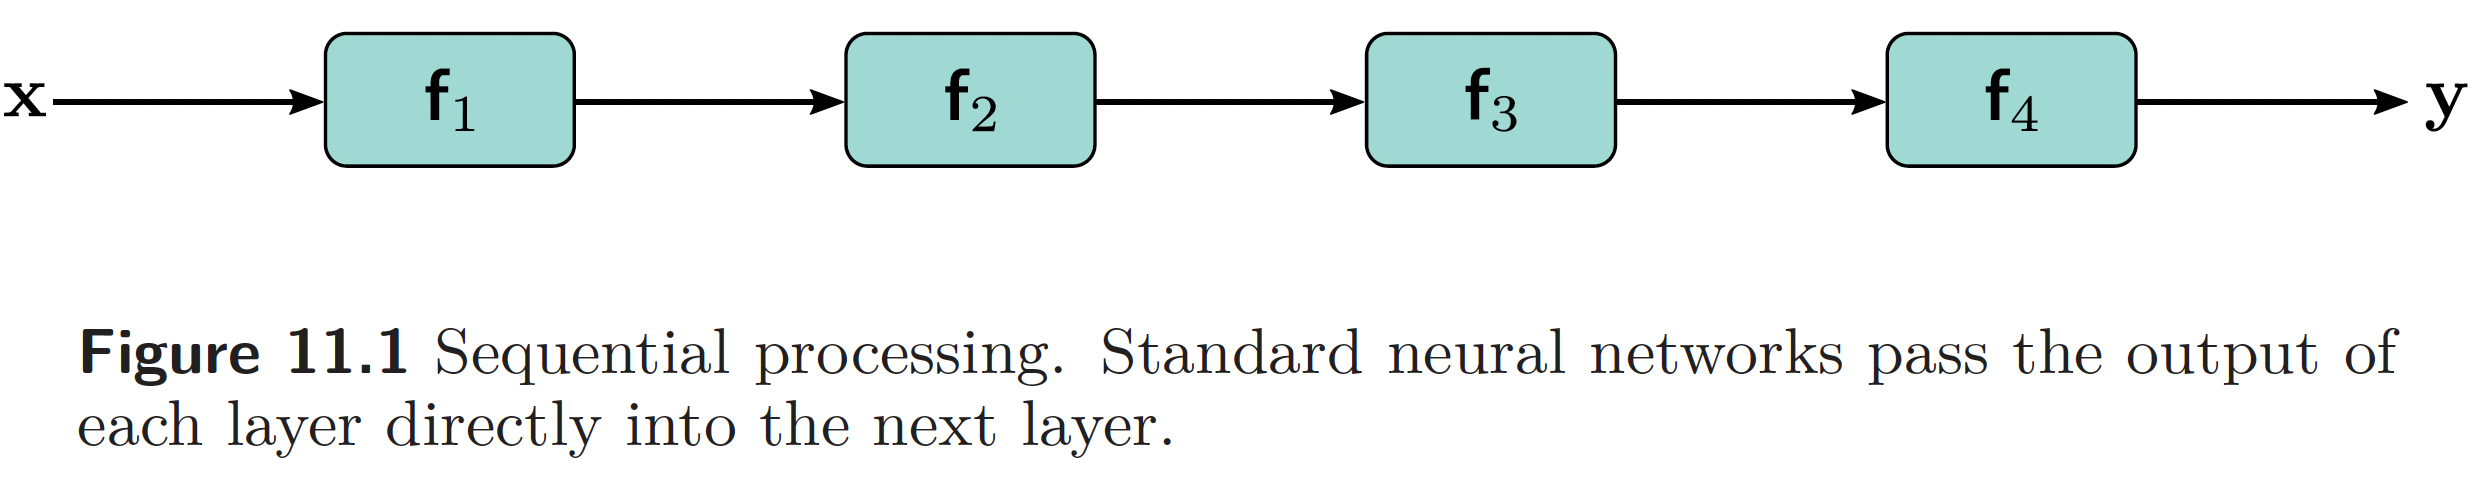 x f₁ f₂ f₃ f₄ y
Figure 11.1 Sequential processing. Standard neural networks pass the output of
each layer directly into the next layer.